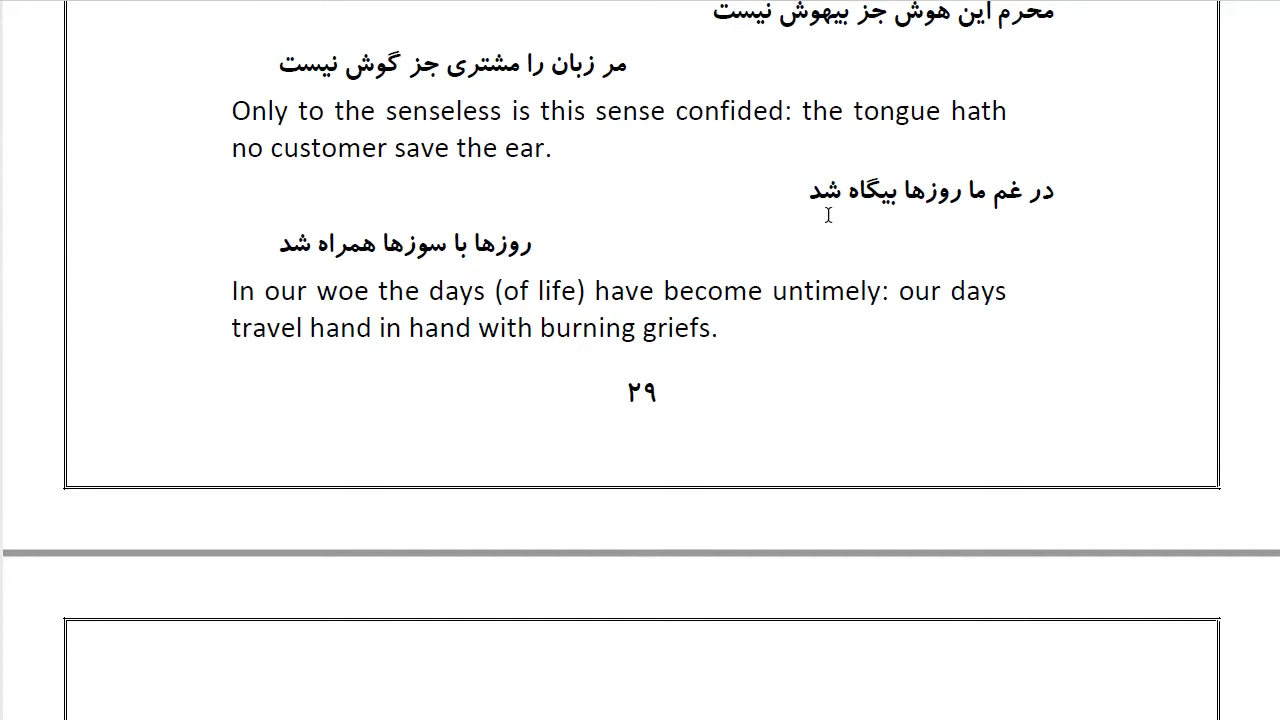 محرم این هوش جز بیهوش نیست
مر زبان را مشتری جز گوش نیست
Only to the senseless is this sense confided: the tongue hath
no customer save the ear.
در غم ما روزها بیگاه شد
روزها با سوزها همراه شد
In our woe the days (of life) have become untimely: our days
travel hand in hand with burning griefs.
۲۹